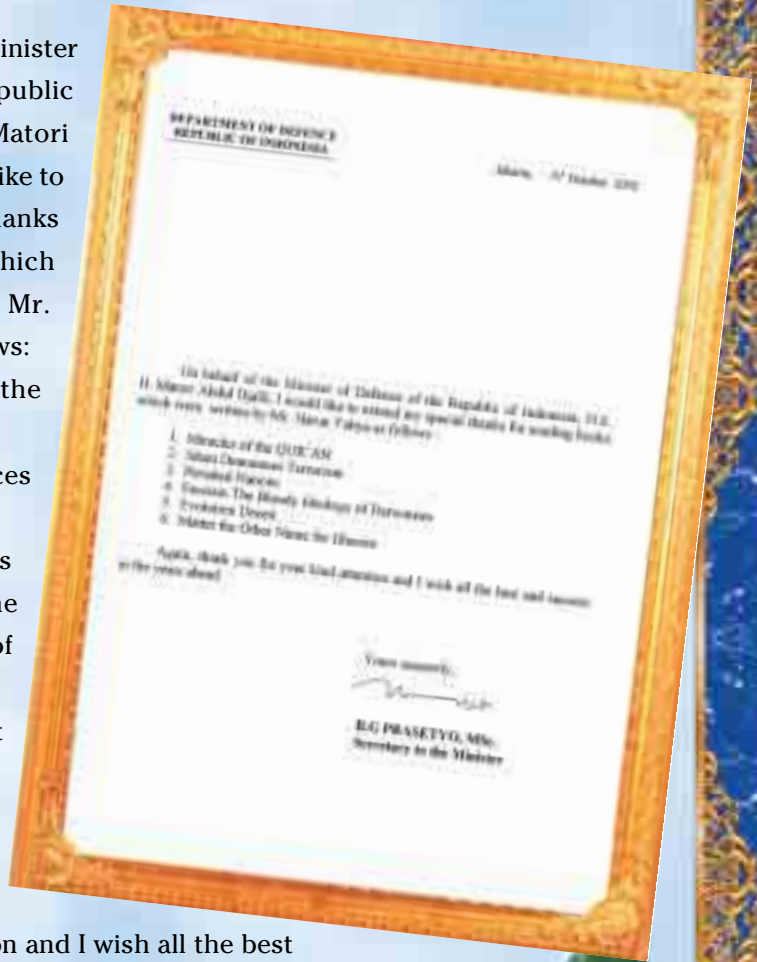 inister
public
Matori
ike to
anks
hich
Mr.
ws:
the
ces
s
ne
of
t
on and I wish all the best
DEPARTMENT OF DEFENCE
REPUBLIC OF INDONESIA
Jakarta, October
On behalf of the Minister of Defence of the Republic of Indonesia, H.E.
H. Matori Abdul Djalil, I would like to extend my special thanks for sending books
which were written by Mr. Harun Yahya as follows:
1. Miracles of the QUR'AN
2. Islam Denounces Terrorism
3. Perished Nations
4. Fascism: The Bloody Ideology of Darwinism
5. Evolution Deceit
6. Matter the Other Name for Illusion
Again, thank you for your kind attention and I wish all the best and success
in the years ahead.
Yours sincerely,
B.G PRASETYO, MSc.
Secretary to the Minister